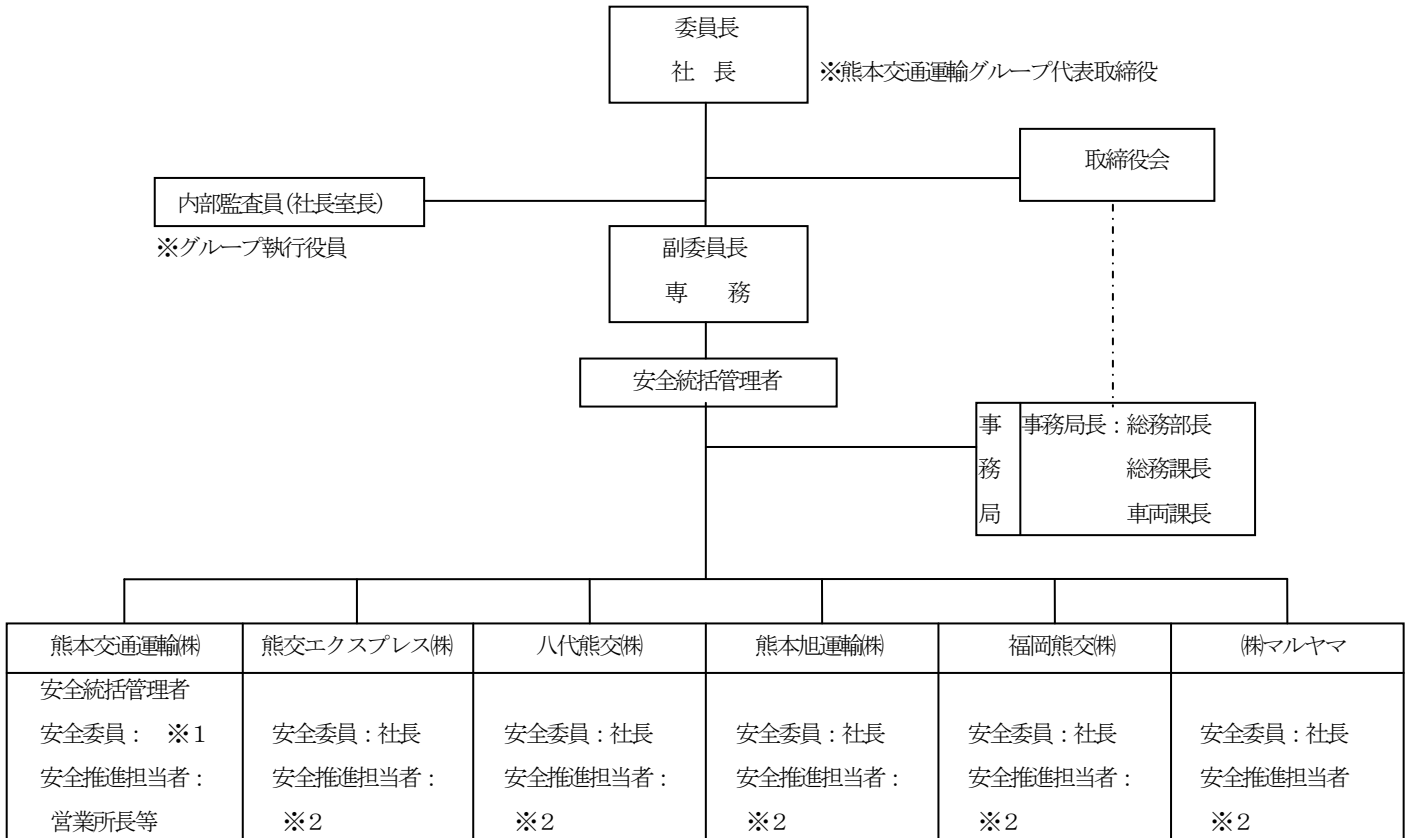 委員長
社　長
※熊本交通運輸グループ代表取締役
取締役会
内部監査員(社長室長)
※グループ執行役員
副委員長
専　務
安全統括管理者
事務局
事務局長：総務部長
総務課長
車両課長
熊本交通運輸㈱
安全統括管理者
安全委員：　※1
安全推進担当者：
営業所長等
熊交エクスプレス㈱
安全委員：社長
安全推進担当者：
※2
八代熊交㈱
安全委員：社長
安全推進担当者：
※2
熊本旭運輸㈱
安全委員：社長
安全推進担当者：
※2
福岡熊交㈱
安全委員：社長
安全推進担当者：
※2
㈱マルヤマ
安全委員：社長
安全推進担当者
※2